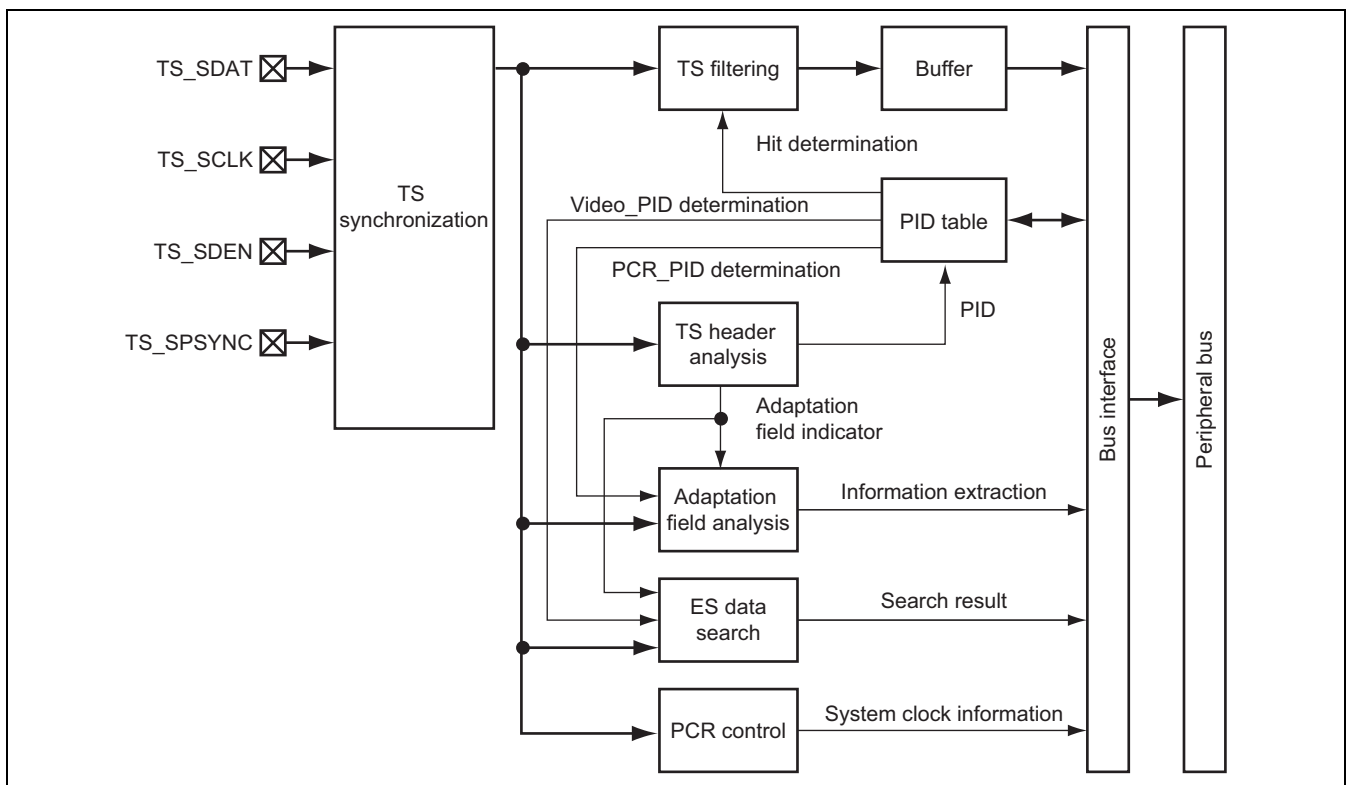 TS_SDAT
TS_SCLK
TS_SDEN
TS_SPSYNC
TS
synchronization
TS filtering
Buffer
Hit determination
Video_PID determination
PID table
PCR_PID determination
PID
TS header
analysis
Adaptation
field indicator
Adaptation
field analysis
Information extraction
ES data
search
Search result
PCR control
System clock information
Bus interface
Peripheral bus